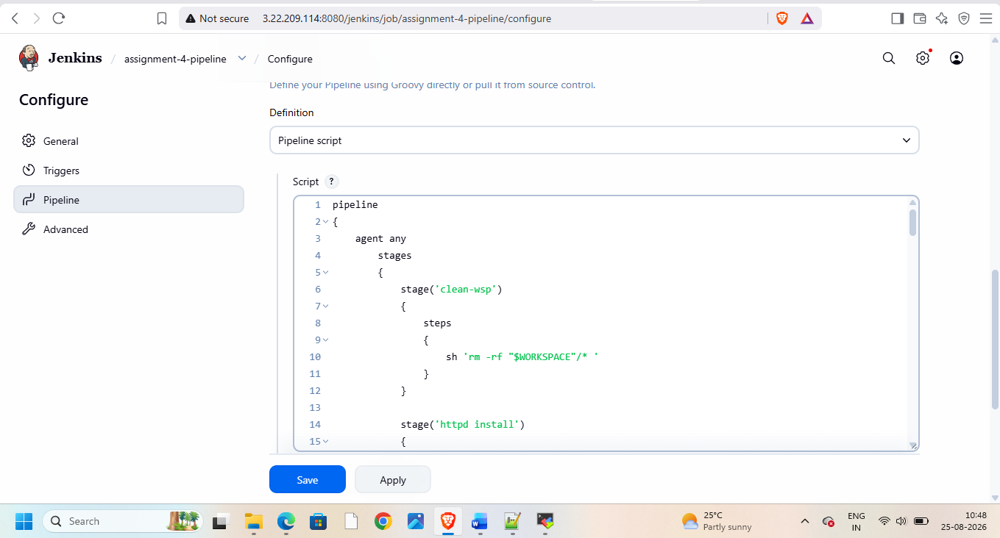 Not secure 3.22.209.114:8080/jenkins/job/assignment-4-pipeline/configure
Jenkins / assignment-4-pipeline / Configure
Configure
General
Triggers
Pipeline
Advanced
Define your Pipeline using Groovy directly or pull it from source control.
Definition
Pipeline script
Script ?
1 pipeline
2 {
3 agent any
4 stages
5 {
6 stage('clean-wsp')
7 {
8 steps
9 {
10 sh 'rm -rf "$WORKSPACE"/* '
11 }
12 }
13
14 stage('httpd install')
15 {
Save Apply
Search
25°C
Partly sunny
ENG
IN
10:48
25-08-2026